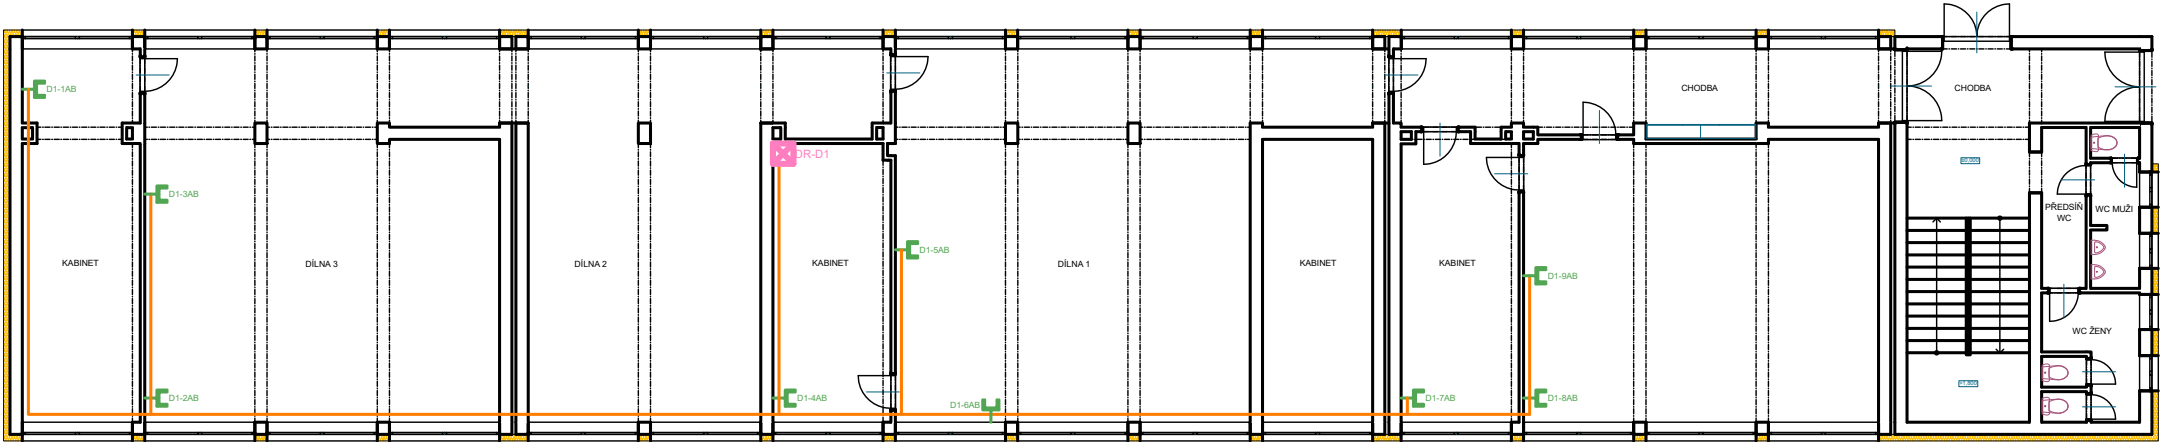 CHODBA
CHODBA
D1-1AB
DR-D1
D1-3AB
PŘEDSÍŇ
WC
WC MUŽI
D1-5AB
KABINET
DÍLNA 3
DÍLNA 2
KABINET
DÍLNA 1
KABINET
KABINET
D1-9AB
WC ŽENY
D1-2AB
D1-4AB
D1-6AB
D1-7AB
D1-8AB